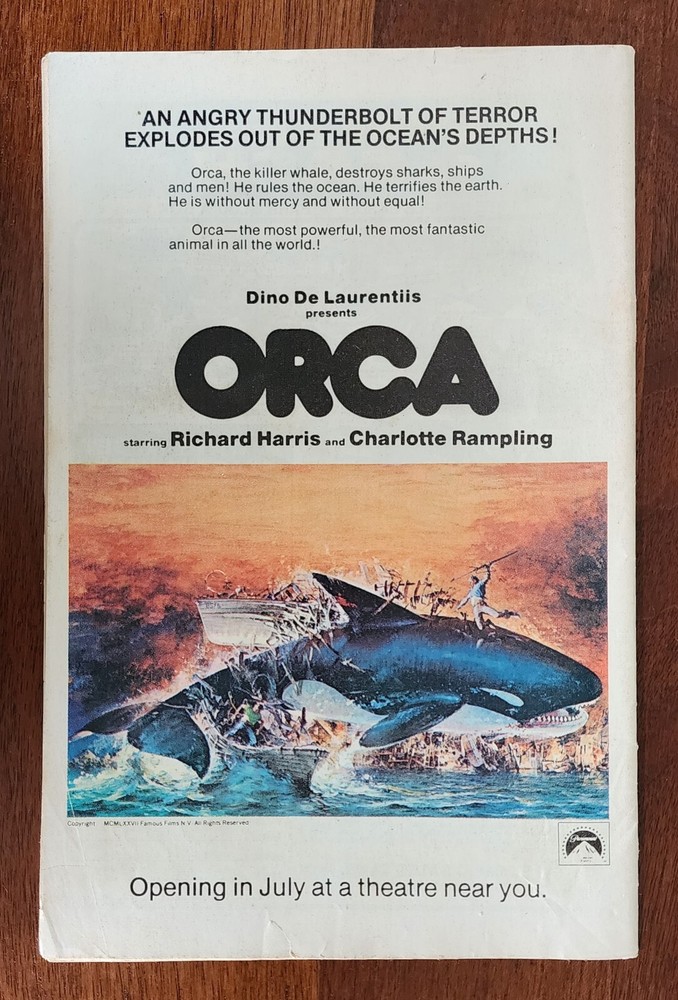 AN ANGRY THUNDERBOLT OF TERROR
EXPLODES OUT OF THE OCEAN'S DEPTHS!
Orca, the killer whale, destroys sharks, ships
and men! He rules the ocean. He terrifies the earth.
He is without mercy and without equal!
Orca—the most powerful, the most fantastic
animal in all the world.!
Dino De Laurentiis
presents
ORCA
starring Richard Harris and Charlotte Rampling
Copyright MCMLXXVII Famous Films N.V. All Rights Reserved
Paramount
Opening in July at a theatre near you.